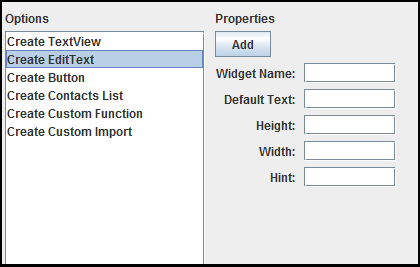 Options
Create TextView
Create EditText
Create Button
Create Contacts List
Create Custom Function
Create Custom Import
Properties
Add
Widget Name:
Default Text:
Height:
Width:
Hint: